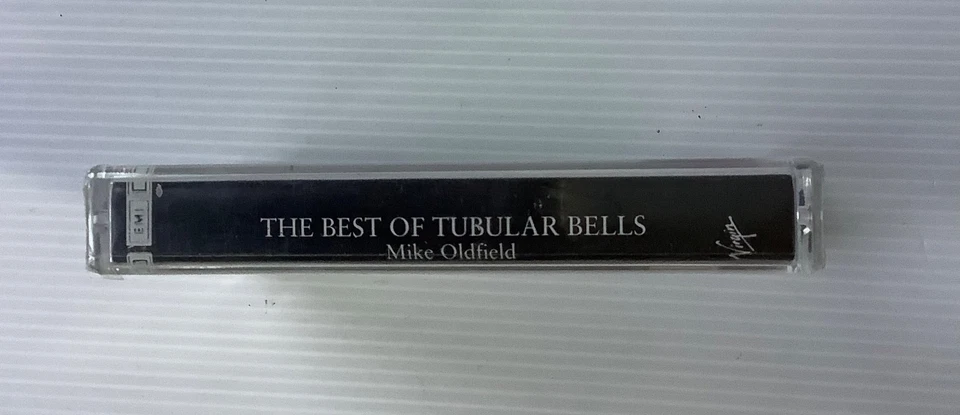 EMI
THE BEST OF TUBULAR BELLS
Mike Oldfield
Virgin